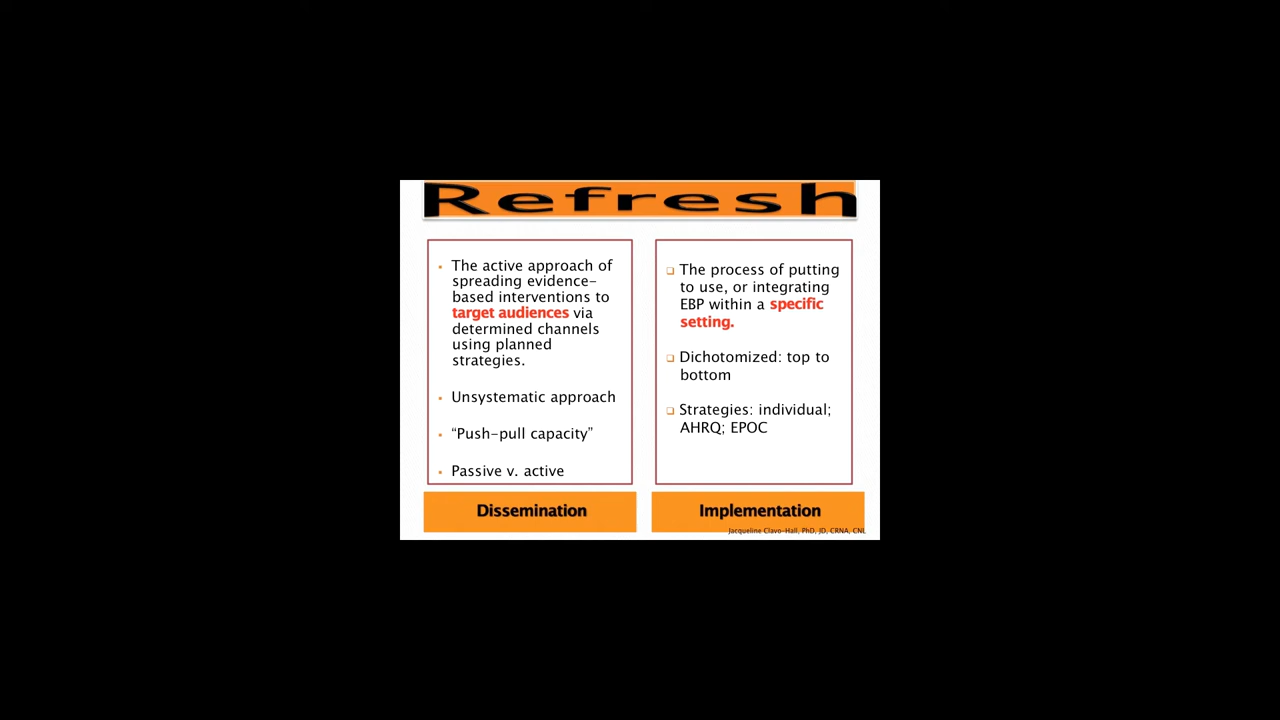 Refresh
• The active approach of
spreading evidence-
based interventions to
target audiences via
determined channels
using planned
strategies.
• Unsystematic approach
• “Push-pull capacity”
• Passive v. active
Dissemination
❑ The process of putting
to use, or integrating
EBP within a specific
setting.
❑ Dichotomized: top to
bottom
❑ Strategies: individual;
AHRQ; EPOC
Implementation
Jacqueline Clavo-Hall, PhD, JD, CRNA, CNL